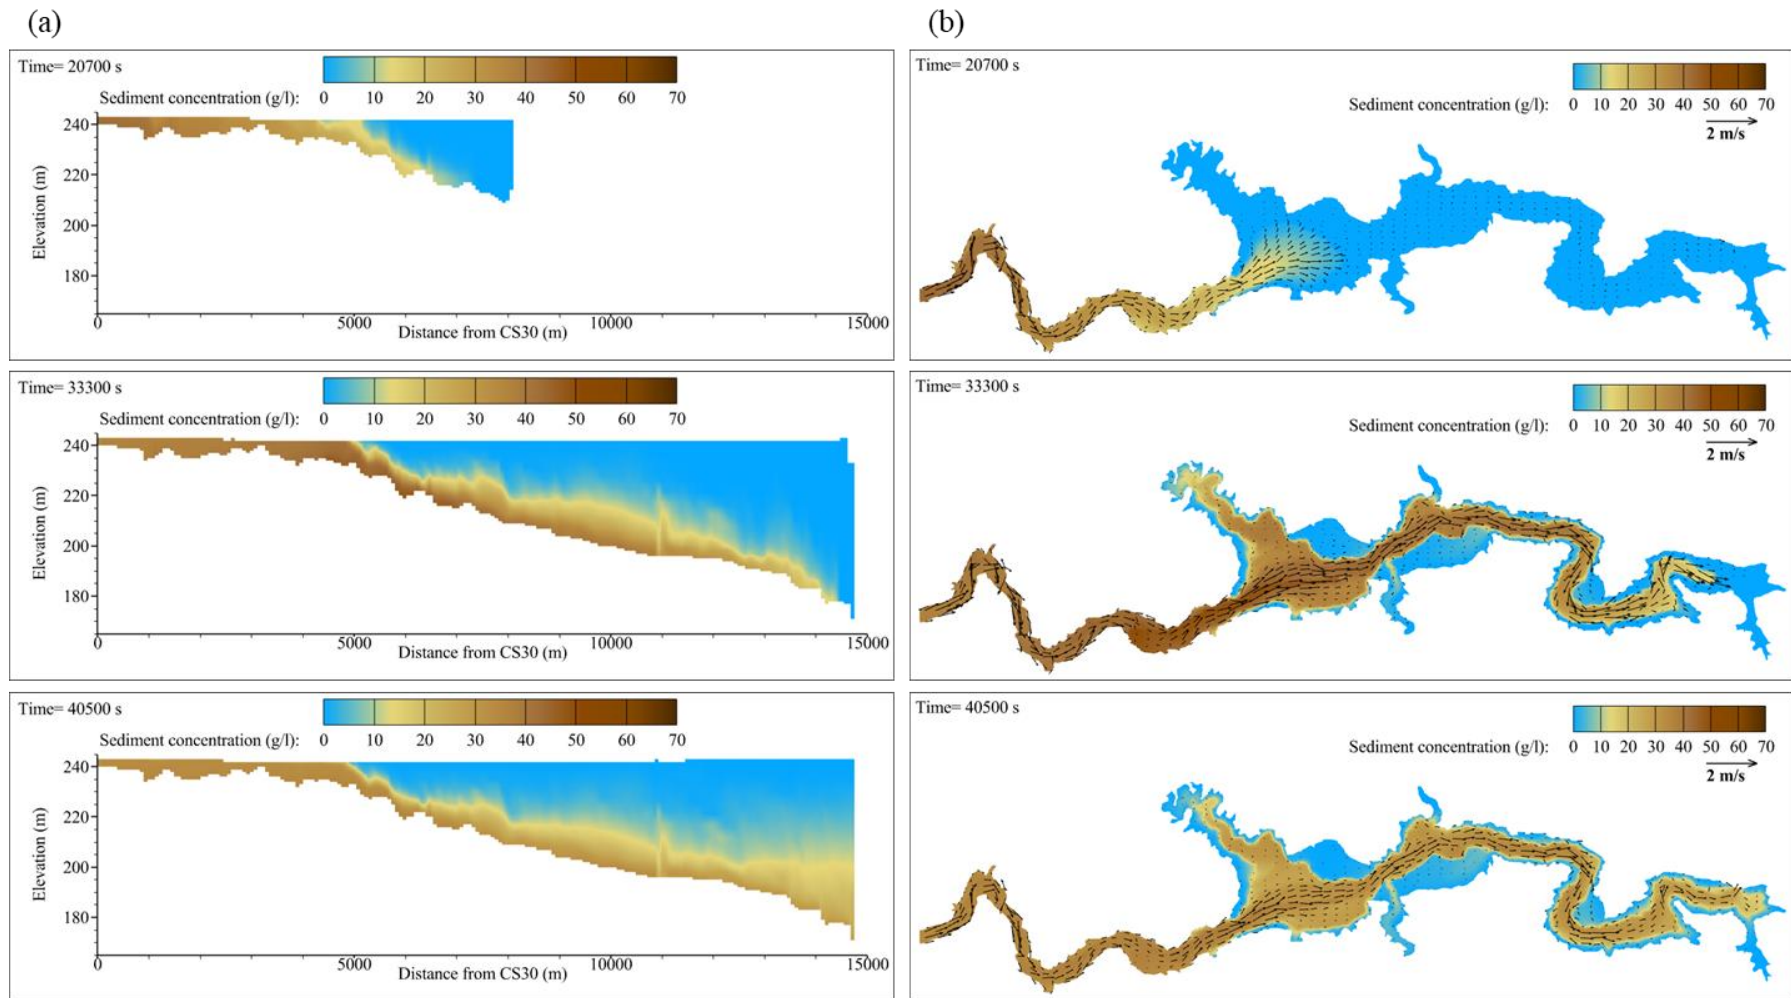 (a)
(b)
Time= 20700 s
Sediment concentration (g/l): 0 10 20 30 40 50 60 70
Elevation (m)
240
220
200
180
0 5000 10000 15000
Distance from CS30 (m)
Time= 20700 s
Sediment concentration (g/l): 0 10 20 30 40 50 60 70
2 m/s
Time= 33300 s
Sediment concentration (g/l): 0 10 20 30 40 50 60 70
Elevation (m)
240
220
200
180
0 5000 10000 15000
Distance from CS30 (m)
Time= 33300 s
Sediment concentration (g/l): 0 10 20 30 40 50 60 70
2 m/s
Time= 40500 s
Sediment concentration (g/l): 0 10 20 30 40 50 60 70
Elevation (m)
240
220
200
180
0 5000 10000 15000
Distance from CS30 (m)
Time= 40500 s
Sediment concentration (g/l): 0 10 20 30 40 50 60 70
2 m/s